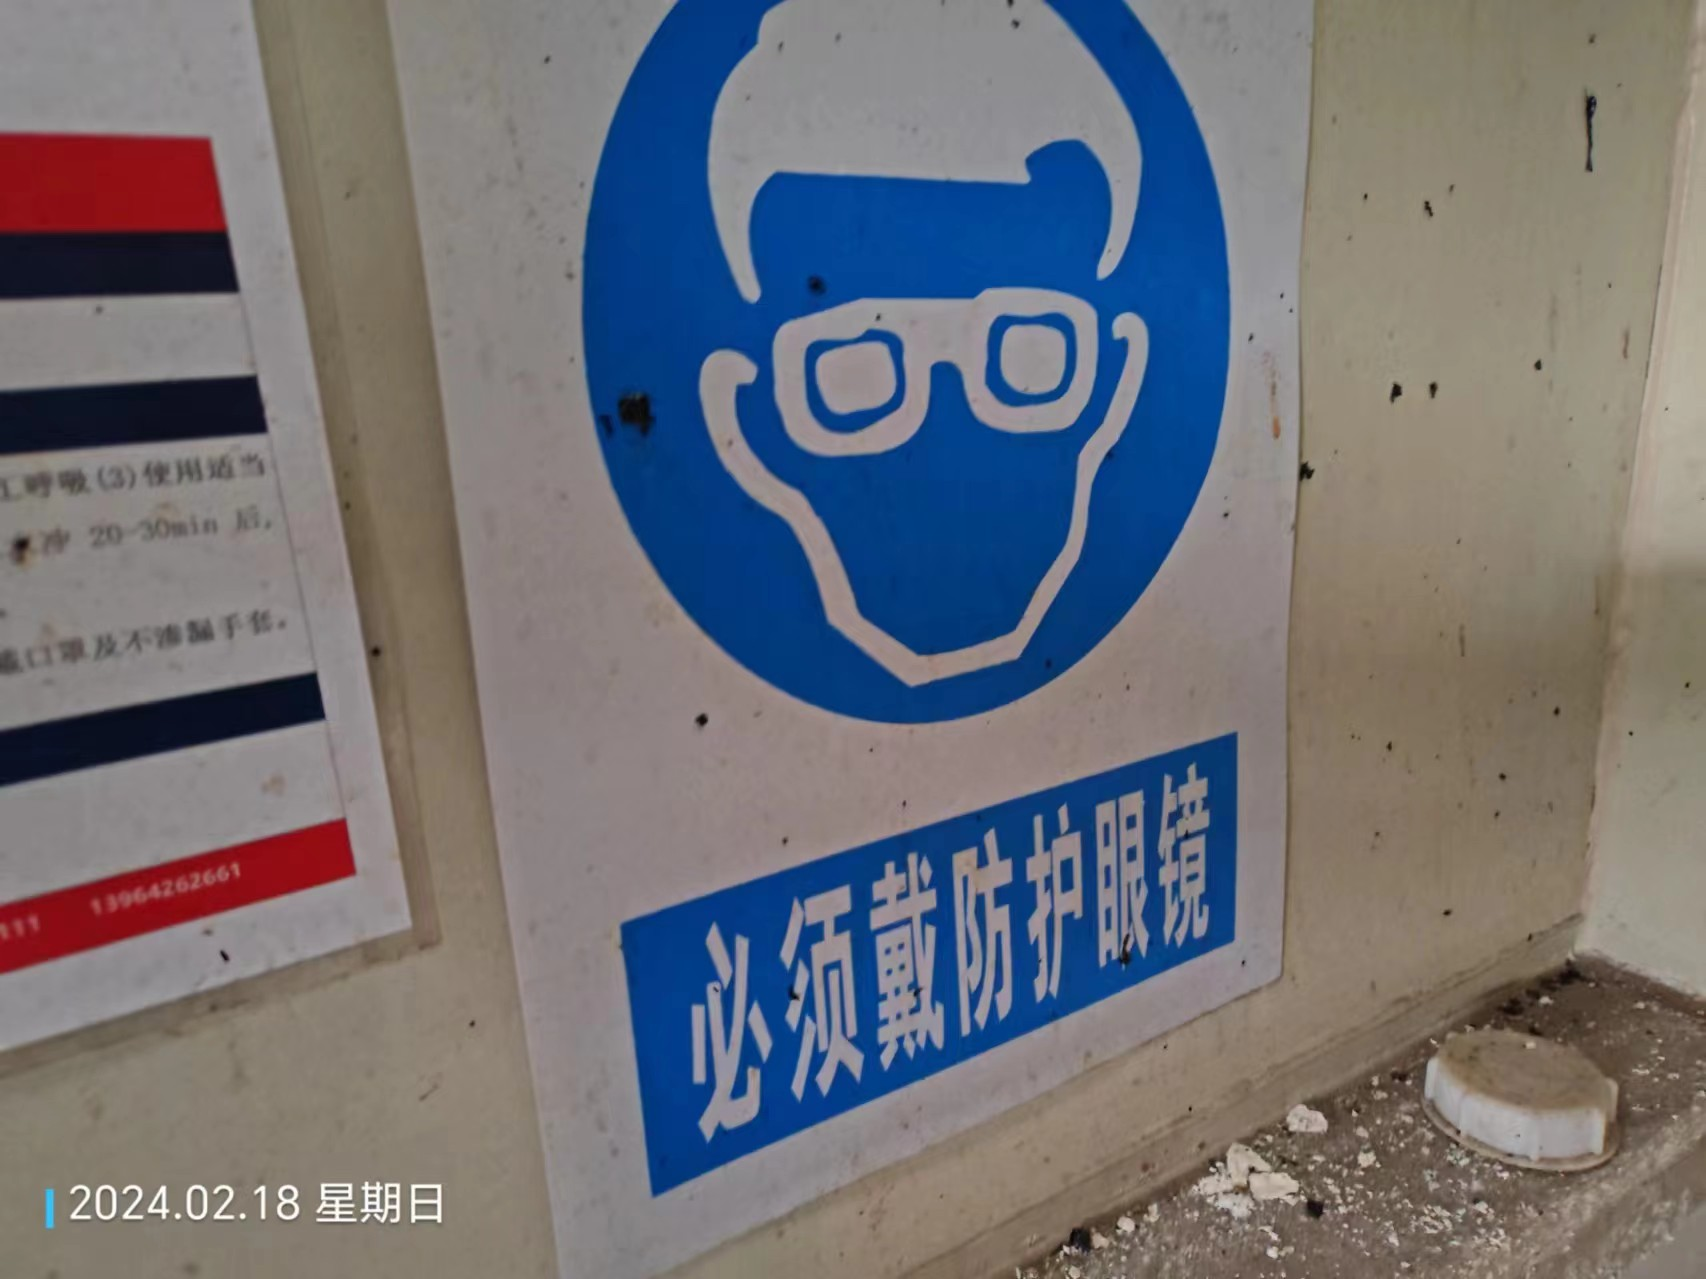 工呼吸(3)使用适当
冲 20-30min 后,
口罩及不渗漏手套。
111 13964262661
必须戴防护眼镜
2024.02.18 星期日